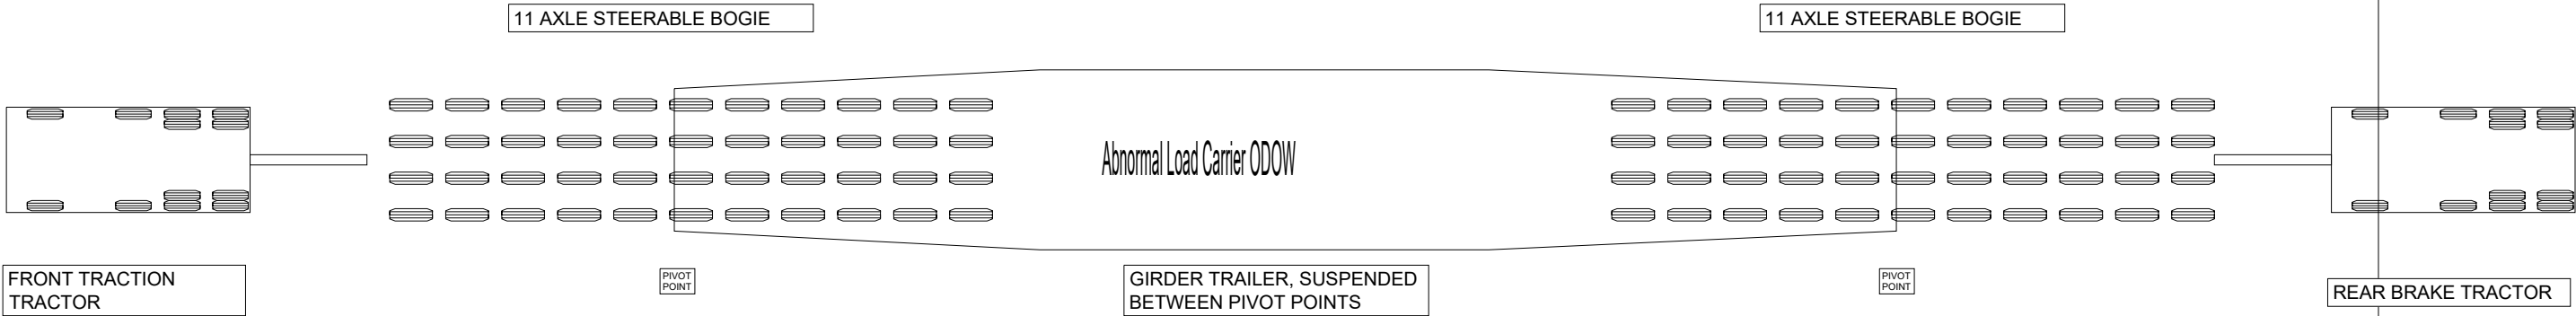 11 AXLE STEERABLE BOGIE
11 AXLE STEERABLE BOGIE
Abnormal Load Carrier ODOW
FRONT TRACTION
TRACTOR
PIVOT
POINT
GIRDER TRAILER, SUSPENDED
BETWEEN PIVOT POINTS
PIVOT
POINT
REAR BRAKE TRACTOR